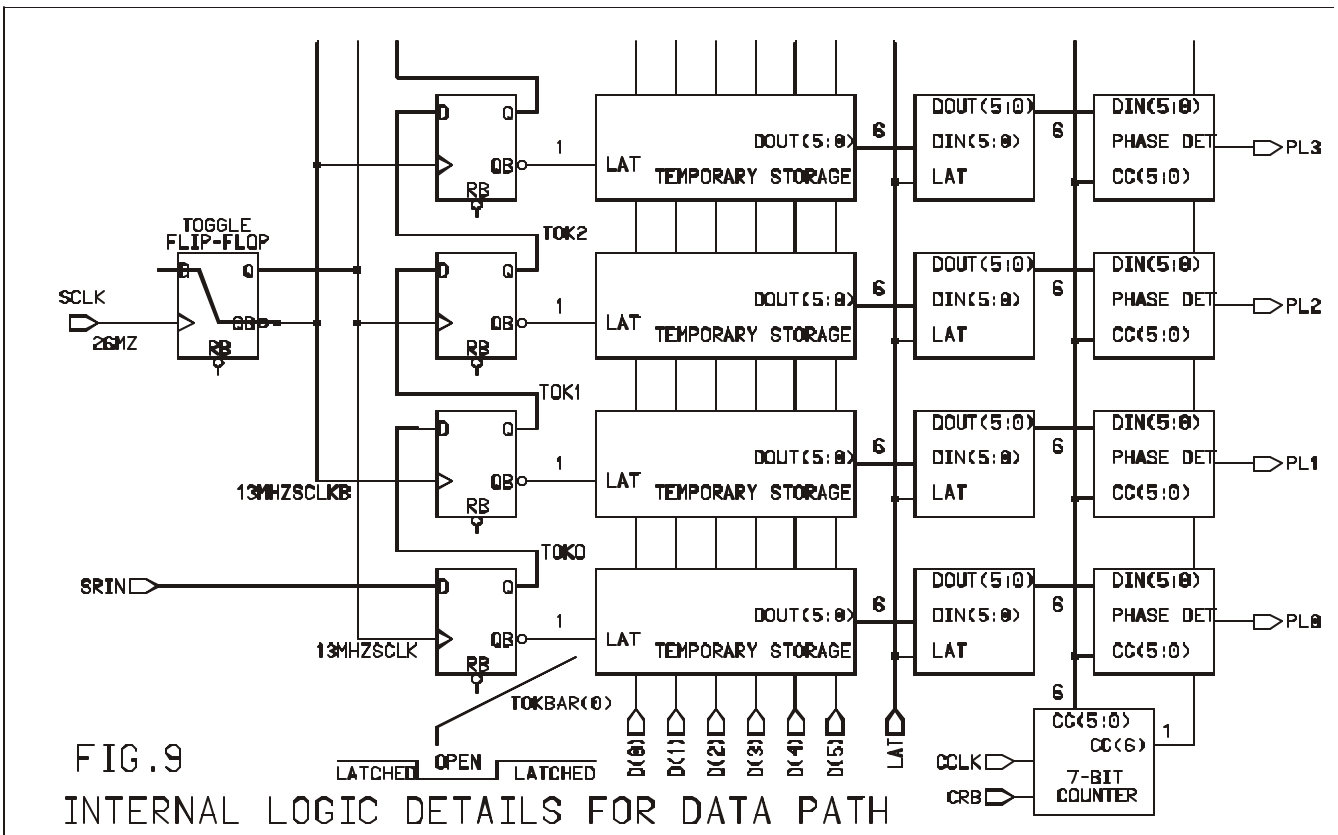 D Q DOUT(5:0) DIN(5:0)
1 DOUT(5:0) 6 DIN(5:0) 6 PHASE DET PL3
QB LAT LAT CC(5:0)
RB TEMPORARY STORAGE
TOGGLE
FLIP-FLOP
TOK2
D Q D Q DOUT(5:0) DIN(5:0)
SCLK 1 DOUT(5:0) 6 DIN(5:0) 6 PHASE DET PL2
QB QB LAT LAT CC(5:0)
26MZ RB RB TEMPORARY STORAGE
TOK1
D Q DOUT(5:0) DIN(5:0)
1 DOUT(5:0) 6 DIN(5:0) 6 PHASE DET PL1
QB LAT LAT CC(5:0)
13MHZSCLKB RB TEMPORARY STORAGE
TOK0
SRIN D Q DOUT(5:0) DIN(5:0)
1 DOUT(5:0) 6 DIN(5:0) 6 PHASE DET PL0
QB LAT LAT CC(5:0)
13MHZSCLK RB TEMPORARY STORAGE
6
TOKBAR(0)
D(0) D(1) D(2) D(3) D(4) D(5) LAT
CC(5:0)
CC(6) 1
CCLK 7-BIT
CRB COUNTER
LATCHED OPEN LATCHED
FIG.9
INTERNAL LOGIC DETAILS FOR DATA PATH